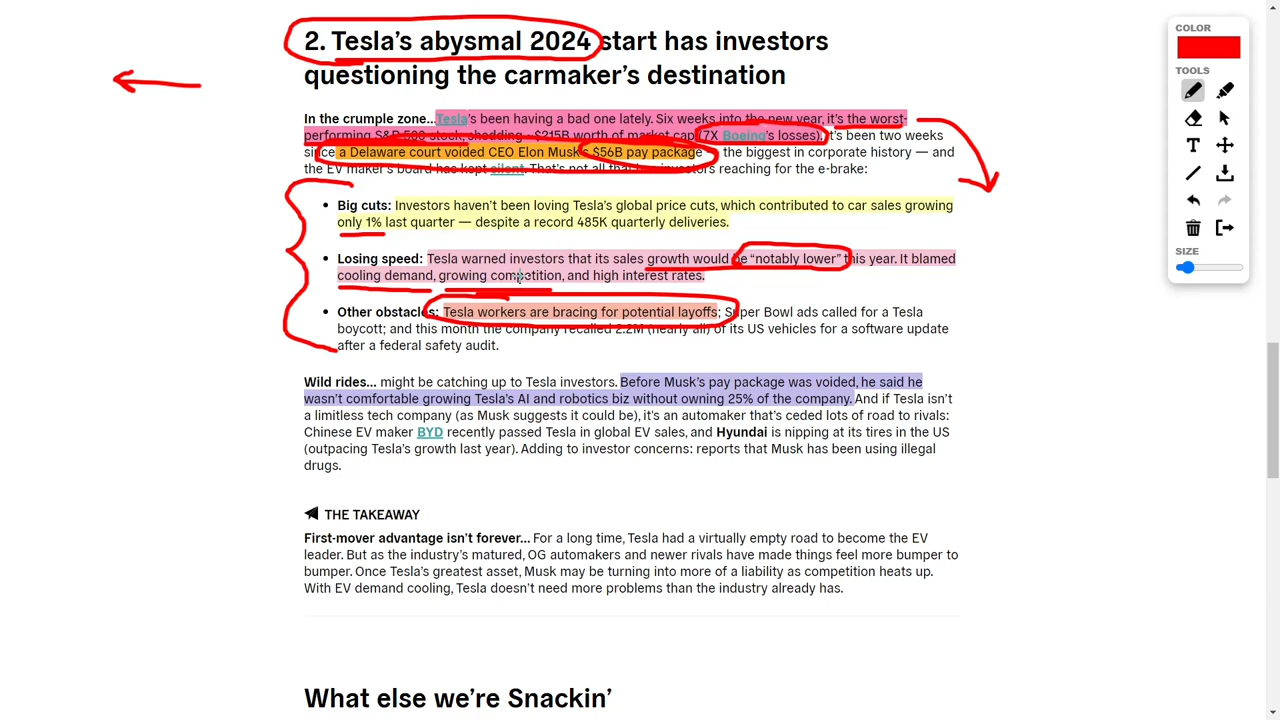 2. Tesla's abysmal 2024 start has investors
questioning the carmaker's destination
In the crumple zone... Tesla's been having a bad one lately. Six weeks into the new year, it's the worst-
performing S&P 500 stock, shedding ~$215B worth of market cap (7X Boeing's losses). It's been two weeks
since a Delaware court voided CEO Elon Musk's $56B pay package — the biggest in corporate history — and
the EV maker's board has kept silent. That's not all that has investors reaching for the e-brake:
• Big cuts: Investors haven't been loving Tesla's global price cuts, which contributed to car sales growing
only 1% last quarter — despite a record 485K quarterly deliveries.
• Losing speed: Tesla warned investors that its sales growth would be “notably lower” this year. It blamed
cooling demand, growing competition, and high interest rates.
• Other obstacles: Tesla workers are bracing for potential layoffs; Super Bowl ads called for a Tesla
boycott; and this month the company recalled 2.2M (nearly all) of its US vehicles for a software update
after a federal safety audit.
Wild rides... might be catching up to Tesla investors. Before Musk's pay package was voided, he said he
wasn't comfortable growing Tesla's AI and robotics biz without owning 25% of the company. And if Tesla isn't
a limitless tech company (as Musk suggests it could be), it's an automaker that's ceded lots of road to rivals:
Chinese EV maker BYD recently passed Tesla in global EV sales, and Hyundai is nipping at its tires in the US
(outpacing Tesla's growth last year). Adding to investor concerns: reports that Musk has been using illegal
drugs.
THE TAKEAWAY
First-mover advantage isn't forever... For a long time, Tesla had a virtually empty road to become the EV
leader. But as the industry's matured, OG automakers and newer rivals have made things feel more bumper to
bumper. Once Tesla's greatest asset, Musk may be turning into more of a liability as competition heats up.
With EV demand cooling, Tesla doesn't need more problems than the industry already has.
What else we're Snackin'
COLOR
TOOLS
T
SIZE